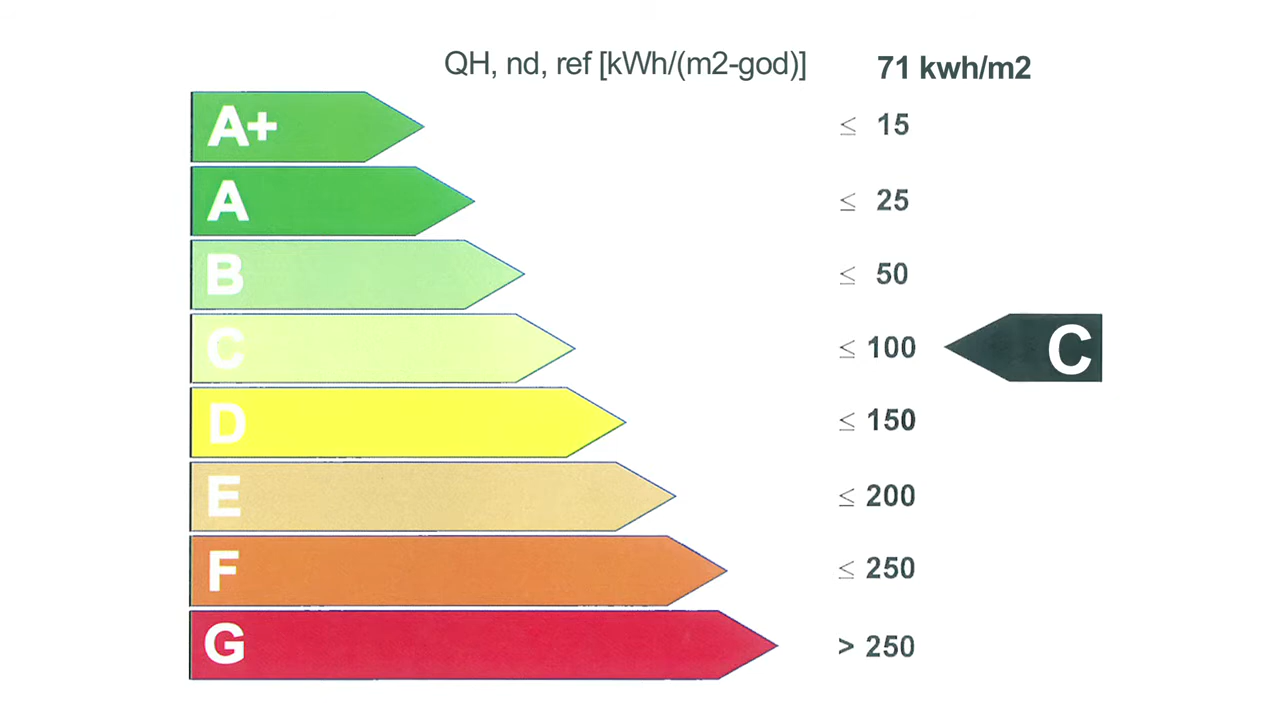 QH, nd, ref [kWh/(m2-god)] 71 kwh/m2
A+ ≤ 15
A ≤ 25
B ≤ 50
C ≤ 100 C
D ≤ 150
E ≤ 200
F ≤ 250
G > 250